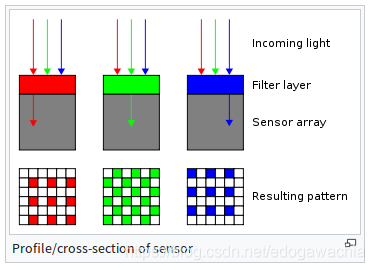 Incoming light
Filter layer
Sensor array
Resulting pattern
Profile/cross-section of sensor
https://blog.csdn.net/edogawachia